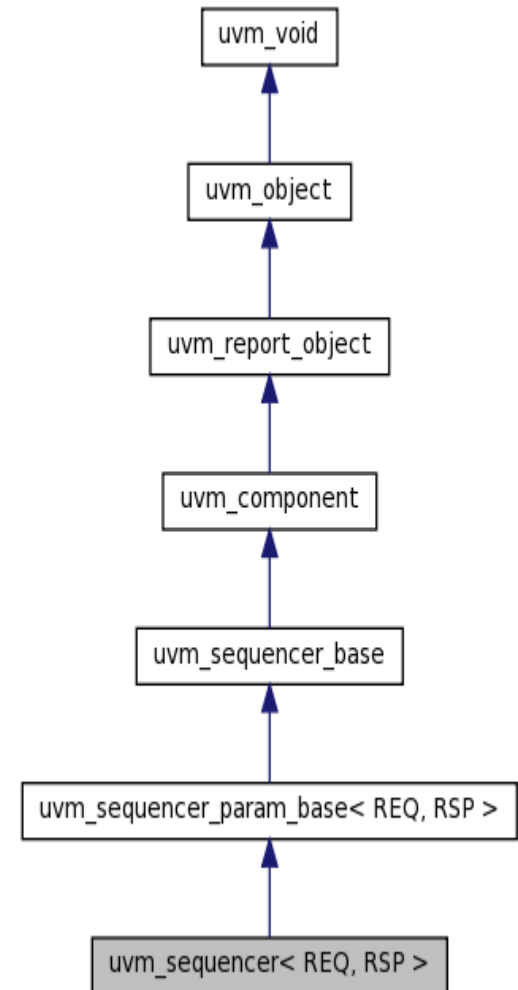 uvm_void
uvm_object
uvm_report_object
uvm_component
uvm_sequencer_base
uvm_sequencer_param_base< REQ, RSP >
uvm_sequencer< REQ, RSP >